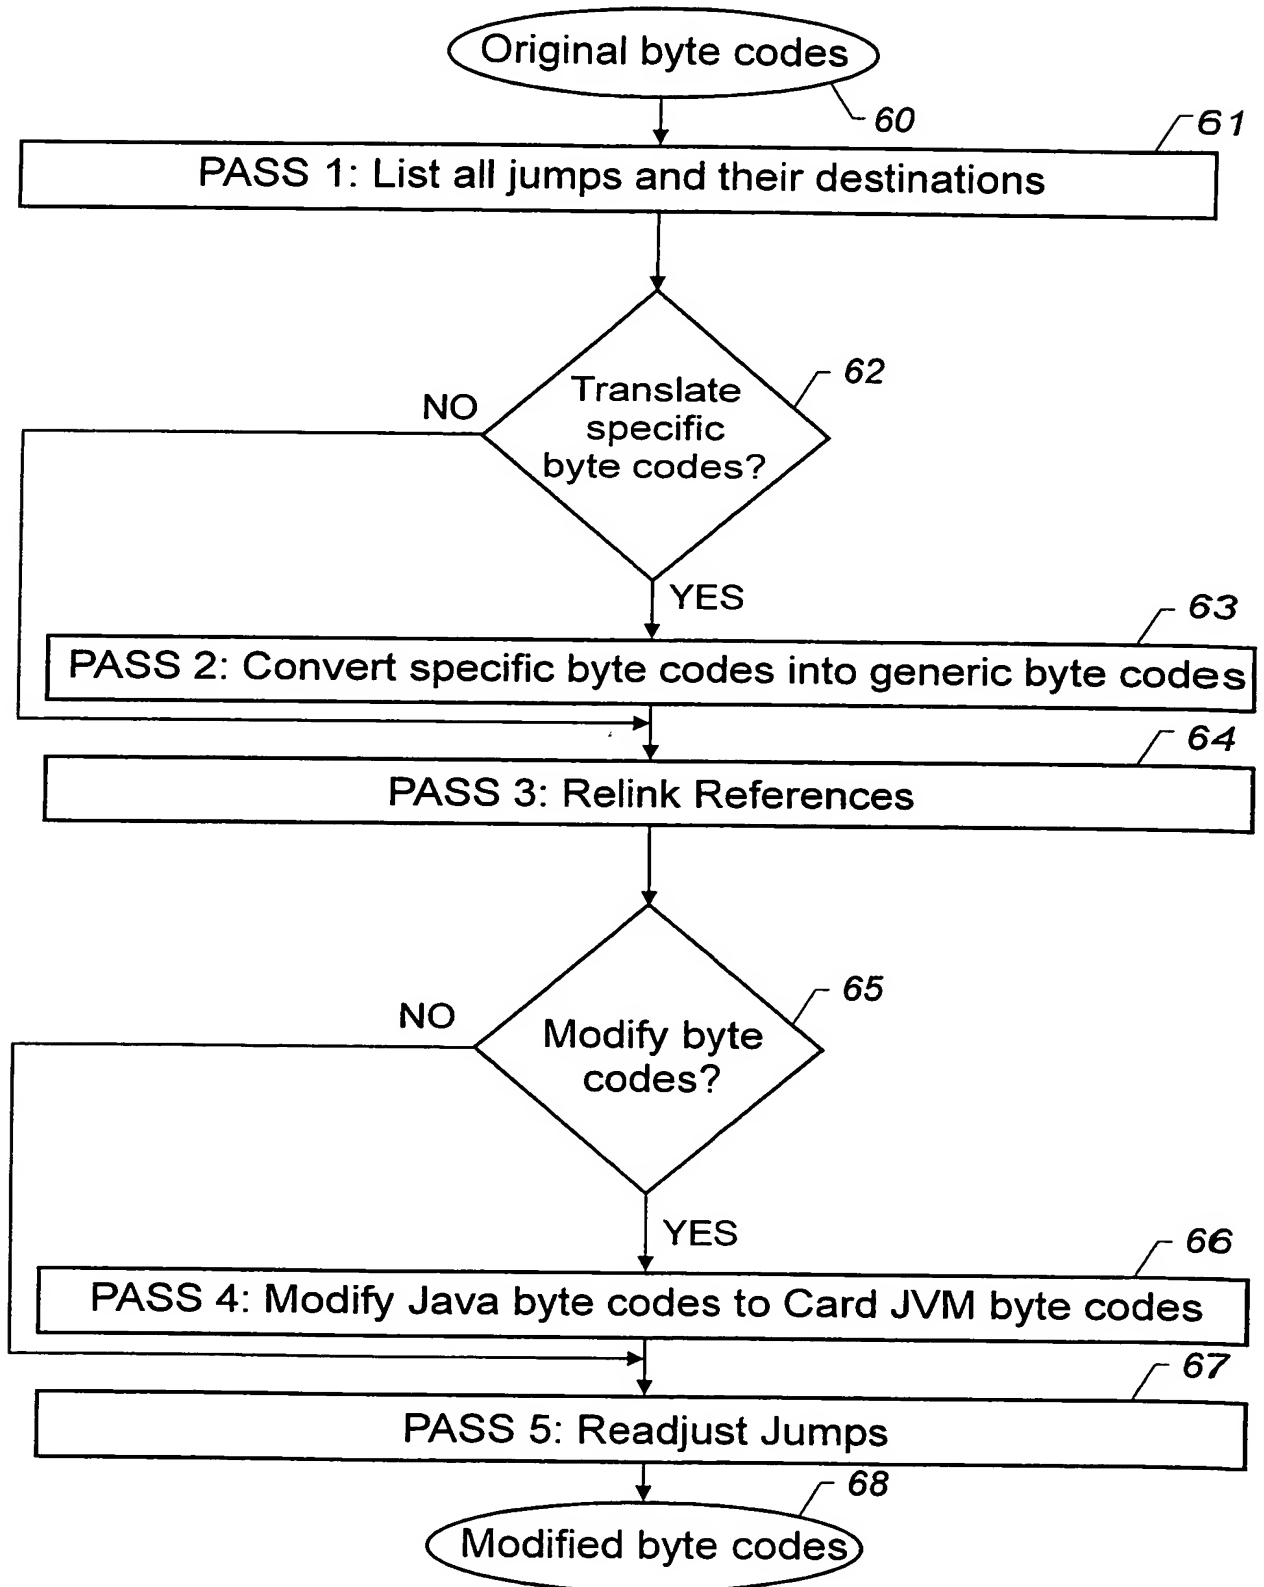 Original byte codes
60
61
PASS 1: List all jumps and their destinations
62
NO
Translate
specific
byte codes?
YES
63
PASS 2: Convert specific byte codes into generic byte codes
64
PASS 3: Relink References
65
NO
Modify byte
codes?
YES
66
PASS 4: Modify Java byte codes to Card JVM byte codes
67
PASS 5: Readjust Jumps
68
Modified byte codes